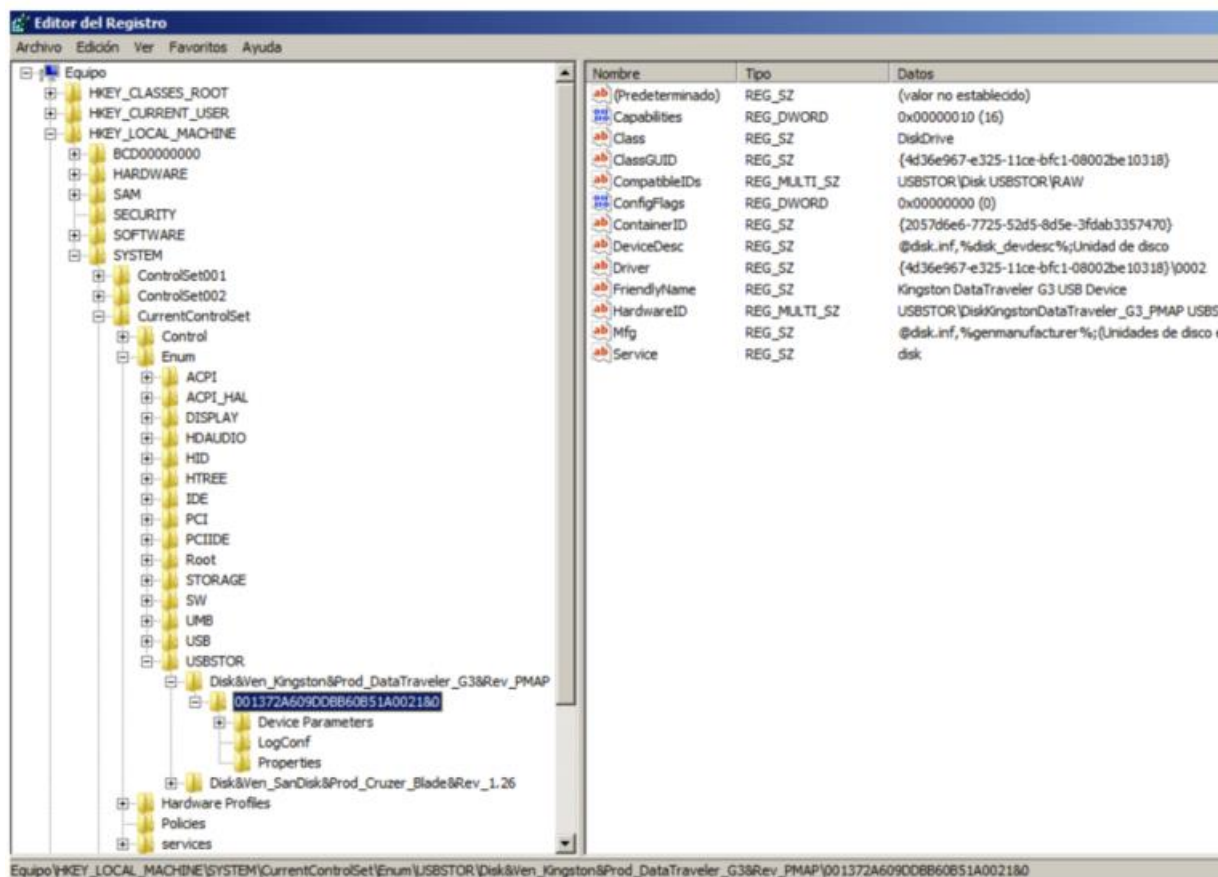 Editor del Registro
Archivo Edición Ver Favoritos Ayuda
Equipo
HKEY_CLASSES_ROOT
HKEY_CURRENT_USER
HKEY_LOCAL_MACHINE
BCD00000000
HARDWARE
SAM
SECURITY
SOFTWARE
SYSTEM
ControlSet001
ControlSet002
CurrentControlSet
Control
Enum
ACPI
ACPI_HAL
DISPLAY
HDAUDIO
HID
HTREE
IDE
PCI
PCIIDE
Root
STORAGE
SW
UMB
USB
USBSTOR
Disk&Ven_Kingston&Prod_DataTraveler_G3&Rev_PMAP
001372A609DDBB60B51A0021&0
Device Parameters
LogConf
Properties
Disk&Ven_SanDisk&Prod_Cruzer_Blade&Rev_1.26
Hardware Profiles
Policies
services
Nombre Tipo Datos
(Predeterminado) REG_SZ (valor no establecido)
Capabilities REG_DWORD 0x00000010 (16)
Class REG_SZ DiskDrive
ClassGUID REG_SZ {4d36e967-e325-11ce-bfc1-08002be10318}
CompatibleIDs REG_MULTI_SZ USBSTOR\Disk USBSTOR\RAW
ConfigFlags REG_DWORD 0x00000000 (0)
ContainerID REG_SZ {2057d6e6-7725-52d5-8d5e-3fdab3357470}
DeviceDesc REG_SZ @disk.inf,%disk_devdesc%;Unidad de disco
Driver REG_SZ {4d36e967-e325-11ce-bfc1-08002be10318}\0002
FriendlyName REG_SZ Kingston DataTraveler G3 USB Device
HardwareID REG_MULTI_SZ USBSTOR\DiskKingstonDataTraveler_G3_PMAP USBS
Mfg REG_SZ @disk.inf,%genmanufacturer%;(Unidades de disco e
Service REG_SZ disk
Equipo\HKEY_LOCAL_MACHINE\SYSTEM\CurrentControlSet\Enum\USBSTOR\Disk&Ven_Kingston&Prod_DataTraveler_G3&Rev_PMAP\001372A609DDBB60B51A0021&0